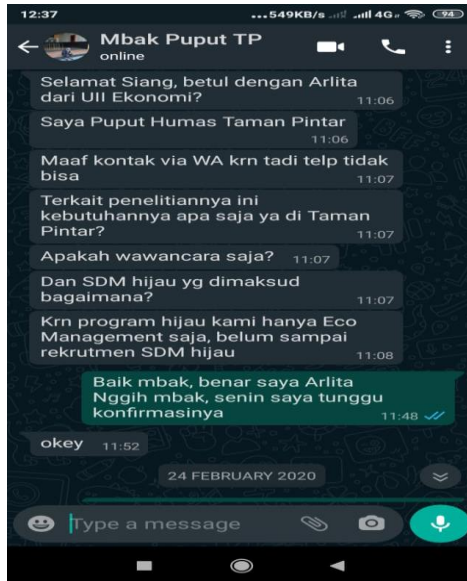 12:37
...549KB/s 4G 94
Mbak Puput TP
online
Selamat Siang, betul dengan Arlita
dari UII Ekonomi?
11:06
Saya Puput Humas Taman Pintar
11:06
Maaf kontak via WA krn tadi telp tidak
bisa
11:07
Terkait penelitiannya ini
kebutuhannya apa saja ya di Taman
Pintar?
11:07
Apakah wawancara saja? 11:07
Dan SDM hijau yg dimaksud
bagaimana?
11:07
Krn program hijau kami hanya Eco
Management saja, belum sampai
rekrutmen SDM hijau
11:08
Baik mbak, benar saya Arlita
Nggih mbak, senin saya tunggu
konfirmasinya
11:48
okey 11:52
24 FEBRUARY 2020
Type a message